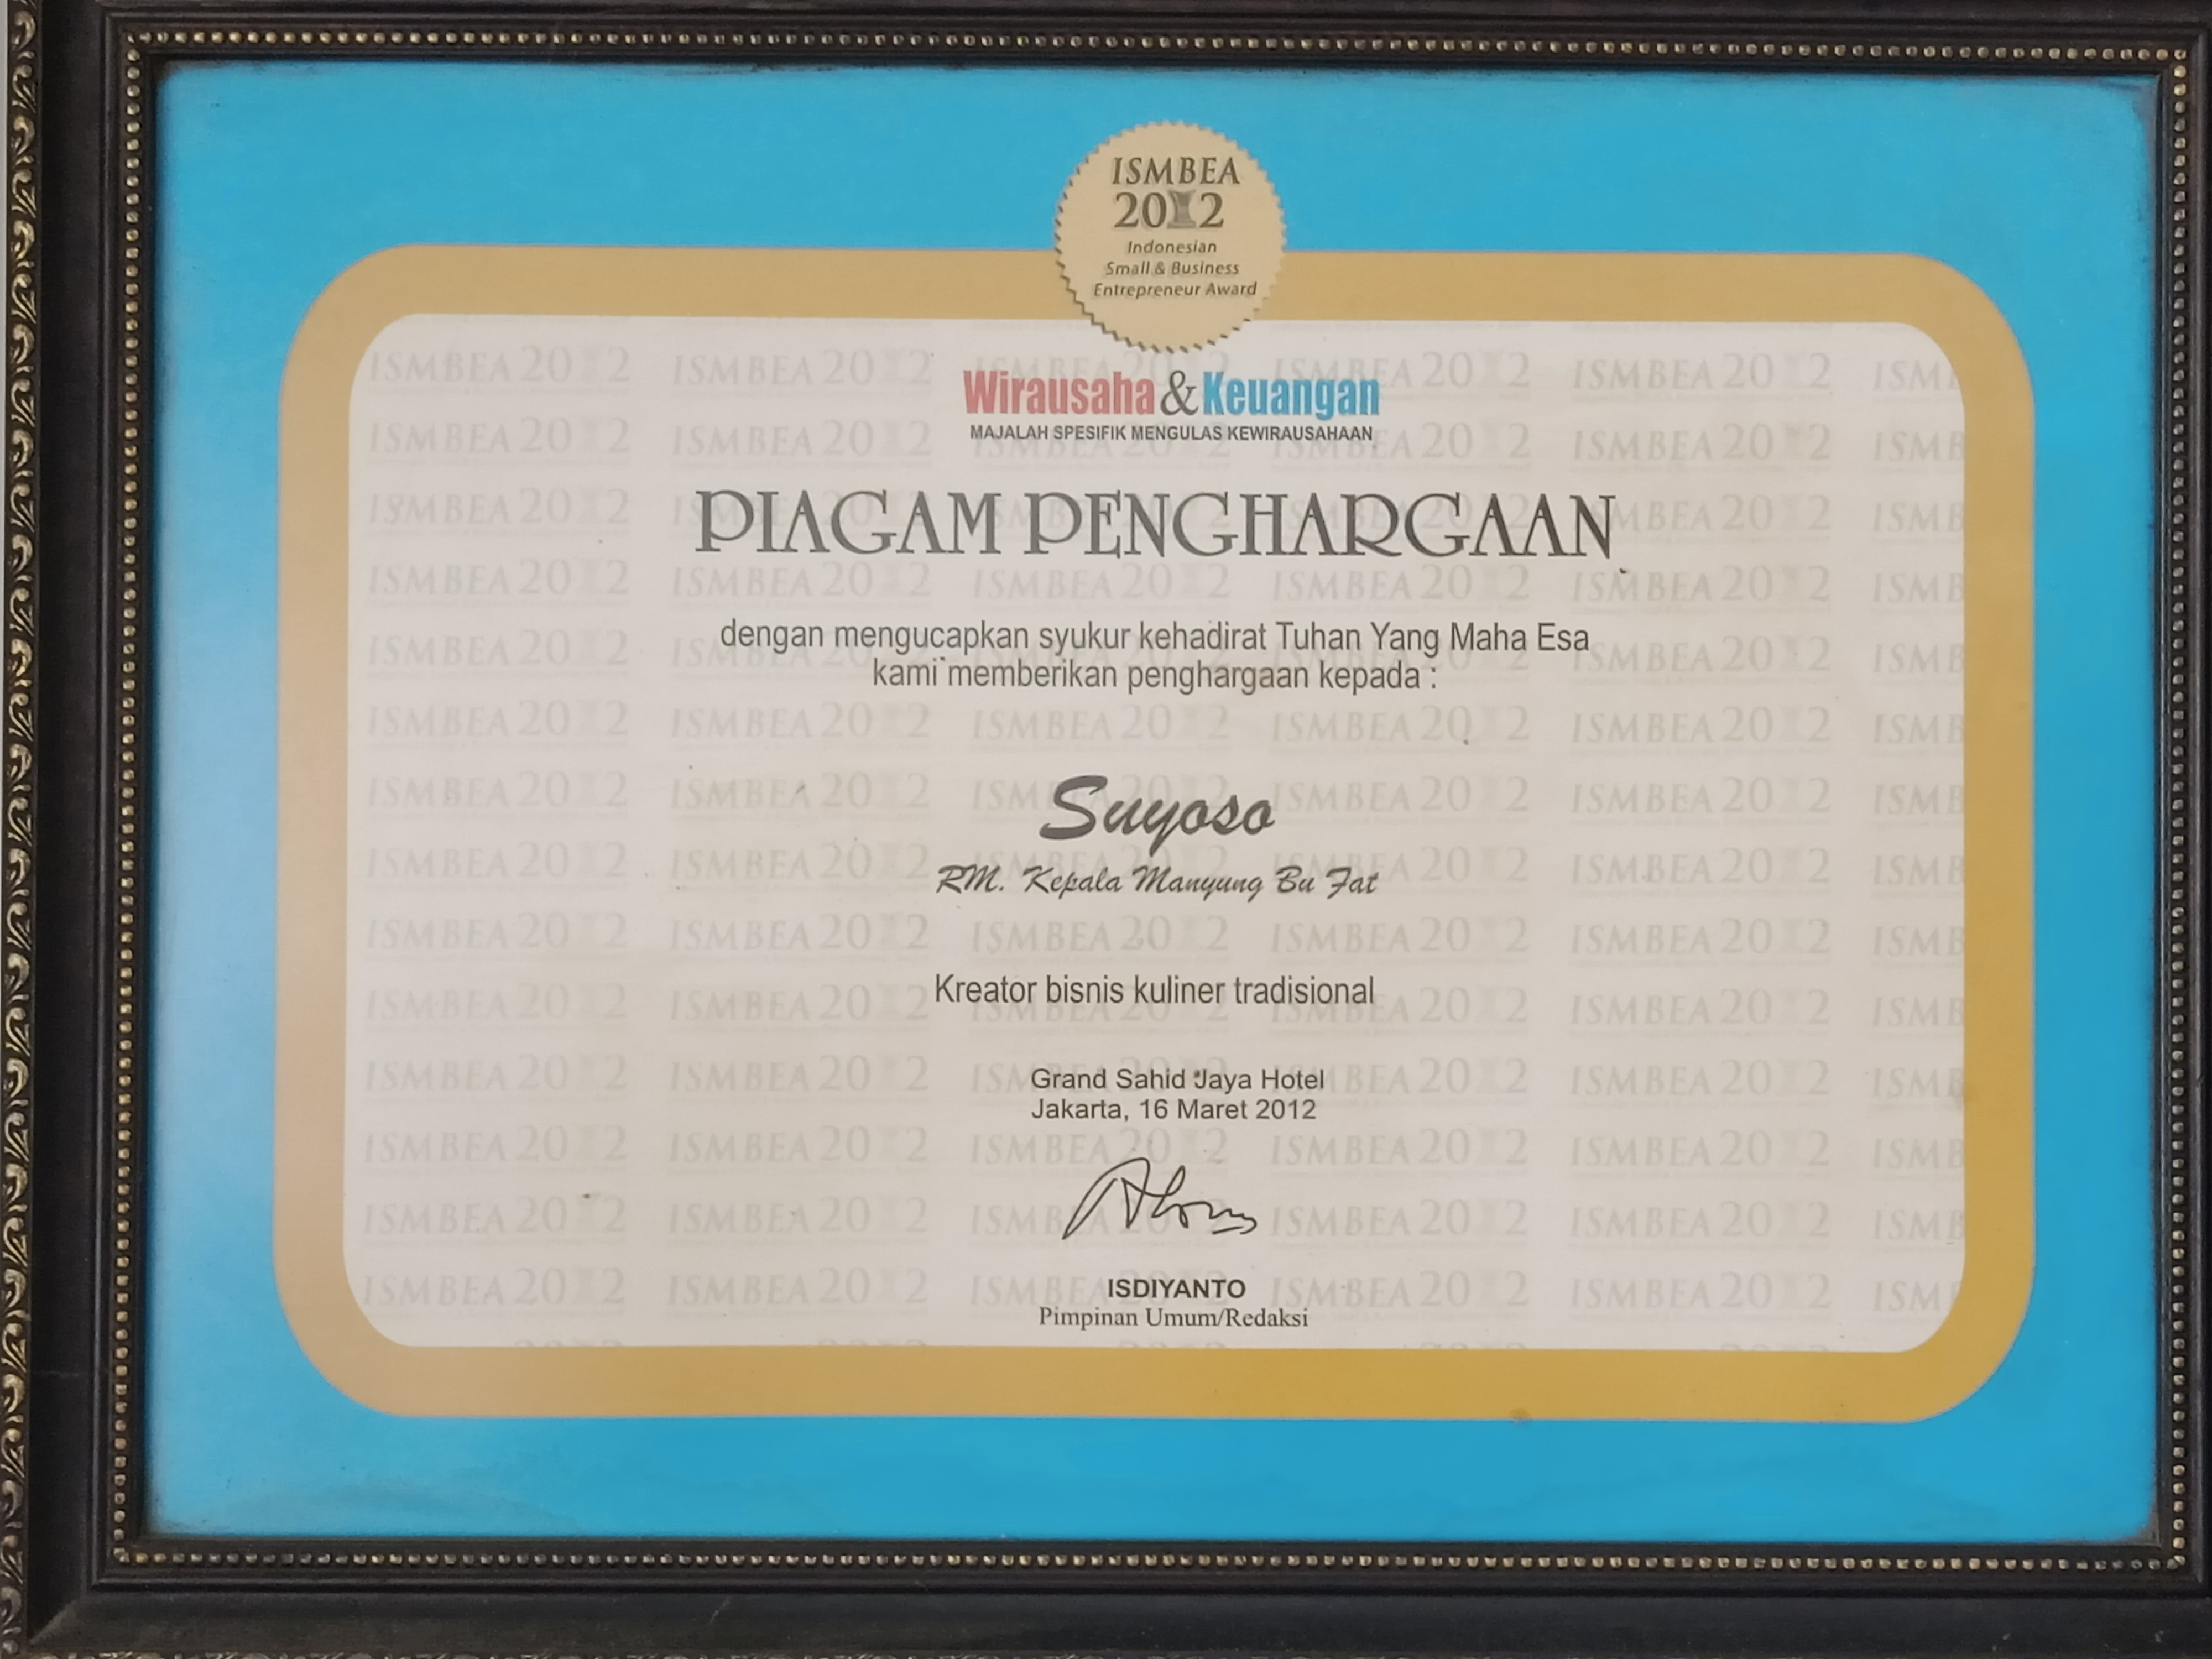 ISMBEA
2012
Indonesian
Small & Business
Entrepreneur Award
Wirausaha&Keuangan
MAJALAH SPESIFIK MENGULAS KEWIRAUSAHAAN
PIAGAM PENGHARGAAN
dengan mengucapkan syukur kehadirat Tuhan Yang Maha Esa
kami memberikan penghargaan kepada :
Suyoso
RM. Kepala Manyung Bu Fat
Kreator bisnis kuliner tradisional
Grand Sahid Jaya Hotel
Jakarta, 16 Maret 2012
ISDIYANTO
Pimpinan Umum/Redaksi